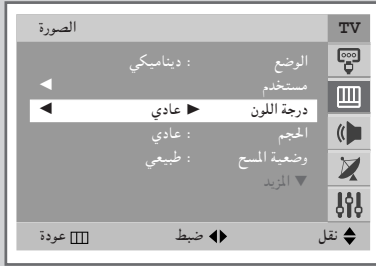 TV الصورة
الوضع : ديناميكي
مستخدم ◄
درجة اللون ► عادي ◄
الحجم : عادي
وضعية المسح : طبيعي
▼ المزيد
نقل ضبط عودة